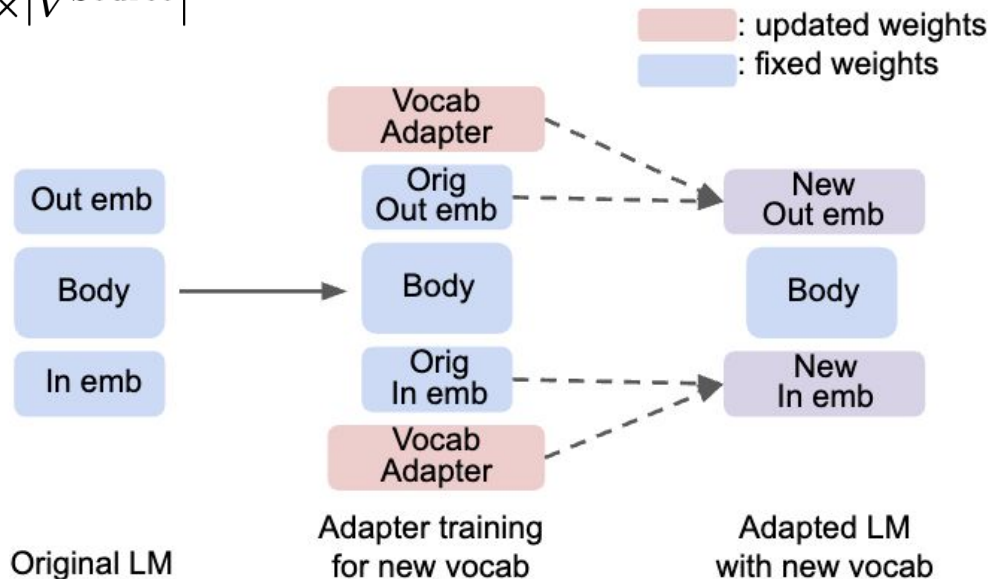 ×|V^Source|
: updated weights
: fixed weights
Vocab
Adapter
Out emb
Orig
Out emb
New
Out emb
Body
Body
Body
In emb
Orig
In emb
New
In emb
Vocab
Adapter
Original LM
Adapter training
for new vocab
Adapted LM
with new vocab